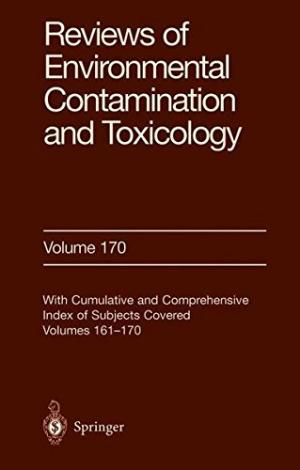 Reviews of
Environmental
Contamination
and Toxicology
Volume 170
With Cumulative and Comprehensive
Index of Subjects Covered
Volumes 161–170
Springer